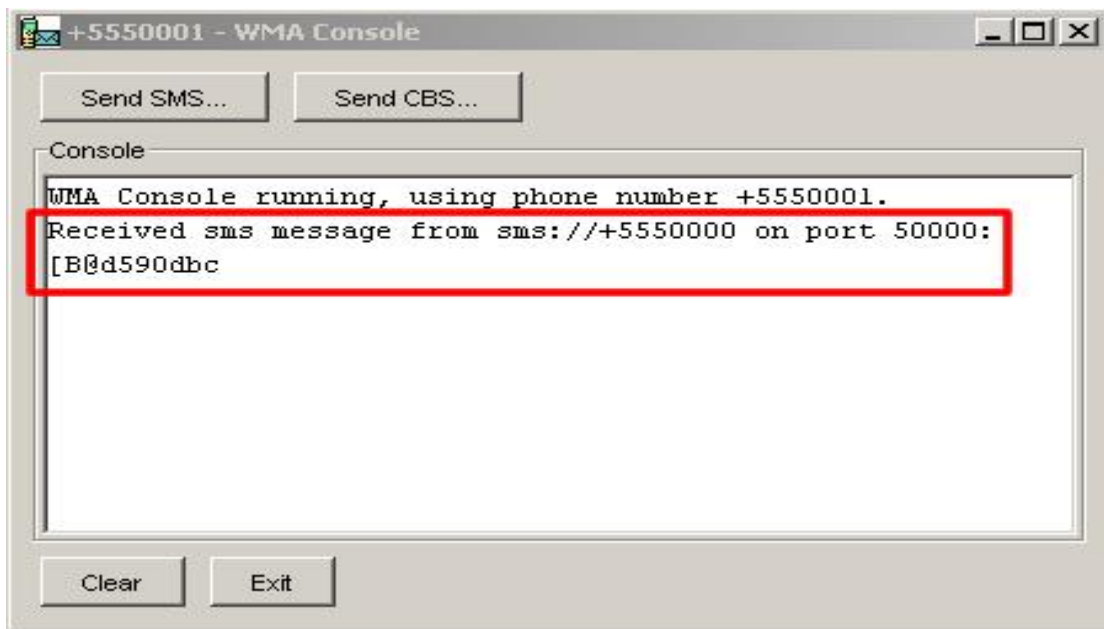 +5550001 - WMA Console
Send SMS... Send CBS...
Console
WMA Console running, using phone number +5550001.
Received sms message from sms://+5550000 on port 50000:
[B@d590dbc
Clear Exit